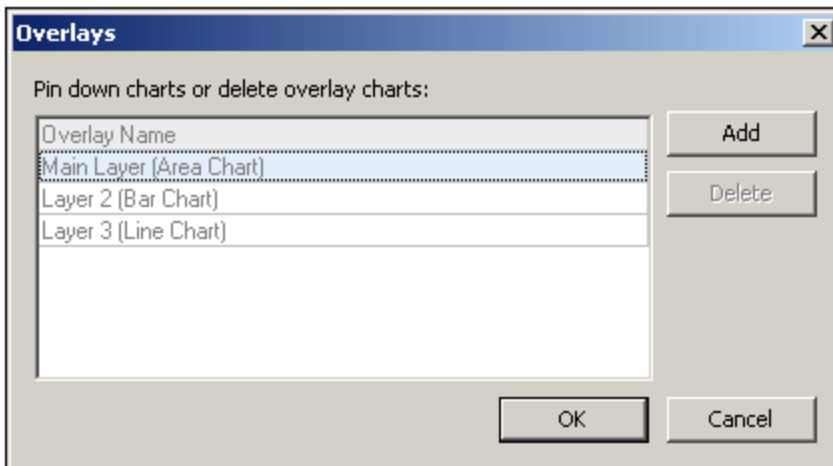 Overlays
Pin down charts or delete overlay charts:
Overlay Name
Add
Main Layer (Area Chart)
Layer 2 (Bar Chart)
Delete
Layer 3 (Line Chart)
OK
Cancel